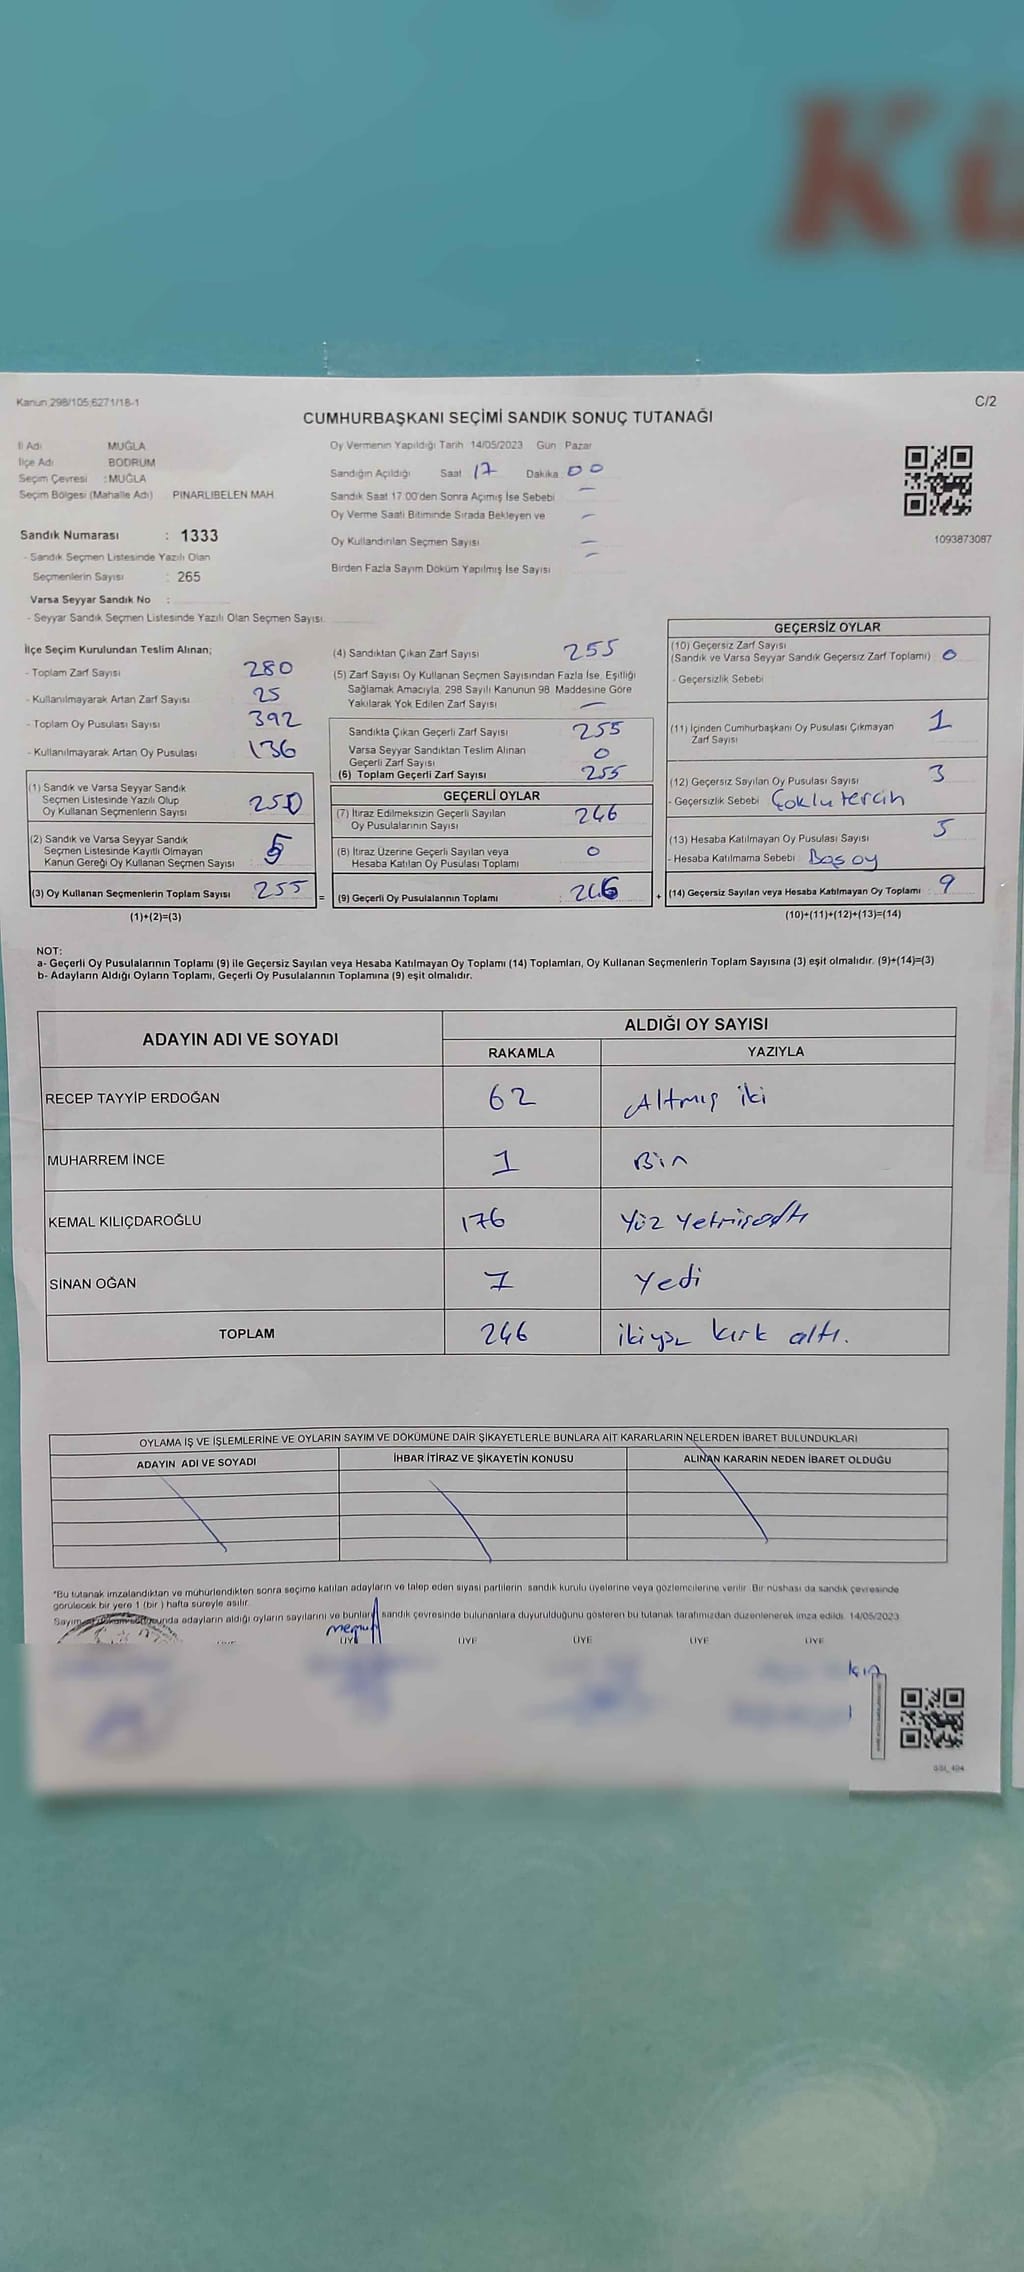 Kü
Kanun 298/105;6271/18-1
C/2
CUMHURBAŞKANI SEÇİMİ SANDIK SONUÇ TUTANAĞI
İl Adı MUĞLA
İlçe Adı BODRUM
Seçim Çevresi : MUĞLA
Seçim Bölgesi (Mahalle Adı) PINARLIBELEN MAH
Sandık Numarası : 1333
- Sandık Seçmen Listesinde Yazılı Olan
Seçmenlerin Sayısı : 265
Varsa Seyyar Sandık No :
- Seyyar Sandık Seçmen Listesinde Yazılı Olan Seçmen Sayısı:
Oy Vermenin Yapıldığı Tarih 14/05/2023 Gün Pazar
Sandığın Açıldığı Saat 17 Dakika 00
Sandık Saat 17.00'den Sonra Açımış İse Sebebi –
Oy Verme Saati Bitiminde Sırada Bekleyen ve –
Oy Kullandırılan Seçmen Sayısı –
Birden Fazla Sayım Döküm Yapılmış İse Sayısı –
1093873087
İlçe Seçim Kurulundan Teslim Alınan;
- Toplam Zarf Sayısı 280
- Kullanılmayarak Artan Zarf Sayısı 25
- Toplam Oy Pusulası Sayısı 392
- Kullanılmayarak Artan Oy Pusulası 136
(1) Sandık ve Varsa Seyyar Sandık
Seçmen Listesinde Yazılı Olup
Oy Kullanan Seçmenlerin Sayısı 250
(2) Sandık ve Varsa Seyyar Sandık
Seçmen Listesinde Kayıtlı Olmayan
Kanun Gereği Oy Kullanan Seçmen Sayısı 5
(3) Oy Kullanan Seçmenlerin Toplam Sayısı 255 =
(1)+(2)=(3)
(4) Sandıktan Çıkan Zarf Sayısı 255
(5) Zarf Sayısı Oy Kullanan Seçmen Sayısından Fazla İse, Eşitliği
Sağlamak Amacıyla, 298 Sayılı Kanunun 98. Maddesine Göre
Yakılarak Yok Edilen Zarf Sayısı –
Sandıkta Çıkan Geçerli Zarf Sayısı 255
Varsa Seyyar Sandıktan Teslim Alınan
Geçerli Zarf Sayısı 0
(6) Toplam Geçerli Zarf Sayısı 255
GEÇERLİ OYLAR
(7) İtiraz Edilmeksizin Geçerli Sayılan
Oy Pusulalarının Sayısı 246
(8) İtiraz Üzerine Geçerli Sayılan veya
Hesaba Katılan Oy Pusulası Toplamı 0
(9) Geçerli Oy Pusulalarının Toplamı : 246 +
GEÇERSİZ OYLAR
(10) Geçersiz Zarf Sayısı
(Sandık ve Varsa Seyyar Sandık Geçersiz Zarf Toplamı) 0
- Geçersizlik Sebebi
(11) İçinden Cumhurbaşkanı Oy Pusulası Çıkmayan
Zarf Sayısı 1
(12) Geçersiz Sayılan Oy Pusulası Sayısı 3
- Geçersizlik Sebebi Çoklu tercih
(13) Hesaba Katılmayan Oy Pusulası Sayısı 5
- Hesaba Katılmama Sebebi Boş oy
(14) Geçersiz Sayılan veya Hesaba Katılmayan Oy Toplamı : 9
(10)+(11)+(12)+(13)=(14)
NOT:
a- Geçerli Oy Pusulalarının Toplamı (9) ile Geçersiz Sayılan veya Hesaba Katılmayan Oy Toplamı (14) Toplamları, Oy Kullanan Seçmenlerin Toplam Sayısına (3) eşit olmalıdır. (9)+(14)=(3)
b- Adayların Aldığı Oyların Toplamı, Geçerli Oy Pusulalarının Toplamına (9) eşit olmalıdır.
ADAYIN ADI VE SOYADI
ALDIĞI OY SAYISI
RAKAMLA YAZIYLA
RECEP TAYYİP ERDOĞAN 62 Altmış iki
MUHARREM İNCE 1 Bir
KEMAL KILIÇDAROĞLU 176 Yüz Yetmişaltı
SİNAN OĞAN 7 Yedi
TOPLAM 246 ikiyüz kırk altı.
OYLAMA İŞ VE İŞLEMLERİNE VE OYLARIN SAYIM VE DÖKÜMÜNE DAİR ŞİKAYETLERLE BUNLARA AİT KARARLARIN NELERDEN İBARET BULUNDUKLARI
ADAYIN ADI VE SOYADI İHBAR İTİRAZ VE ŞİKAYETİN KONUSU ALINAN KARARIN NEDEN İBARET OLDUĞU
*Bu tutanak imzalandıktan ve mühürlendikten sonra seçime katılan adayların ve talep eden siyasi partilerin sandık kurulu üyelerine veya gözlemcilerine verilir. Bir nüshası da sandık çevresinde
görülecek bir yere 1 (bir ) hafta süreyle asılır.
adayların aldığı oyların sayılarını ve bunların sandık çevresinde bulunanlara duyurulduğunu gösteren bu tutanak tarafımızdan düzenlenerek imza edildi. 14/05/2023
memur
ÜYE ÜYE ÜYE ÜYE ÜYE